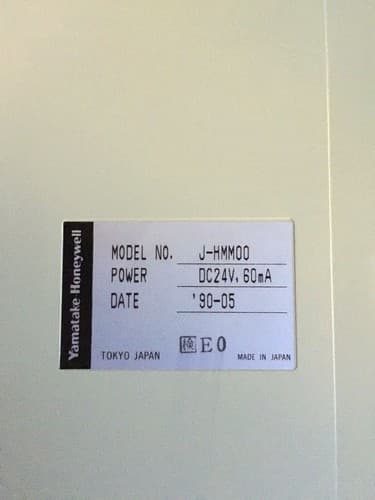 Yamatake Honeywell
MODEL NO. J-HMM00
POWER DC24V, 60mA
DATE '90-05
検 E0
TOKYO JAPAN MADE IN JAPAN